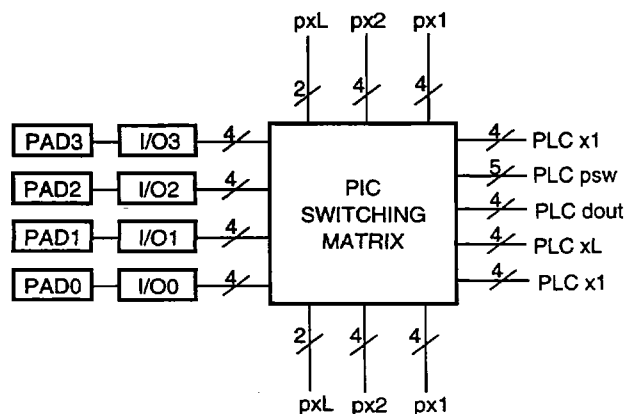 pxL px2 px1
2 4 4
PAD3 I/O3 4
PAD2 I/O2 4
PAD1 I/O1 4
PAD0 I/O0 4
PIC
SWITCHING
MATRIX
4 PLC x1
5 PLC psw
4 PLC dout
4 PLC xL
4 PLC x1
2 4 4
pxL px2 px1